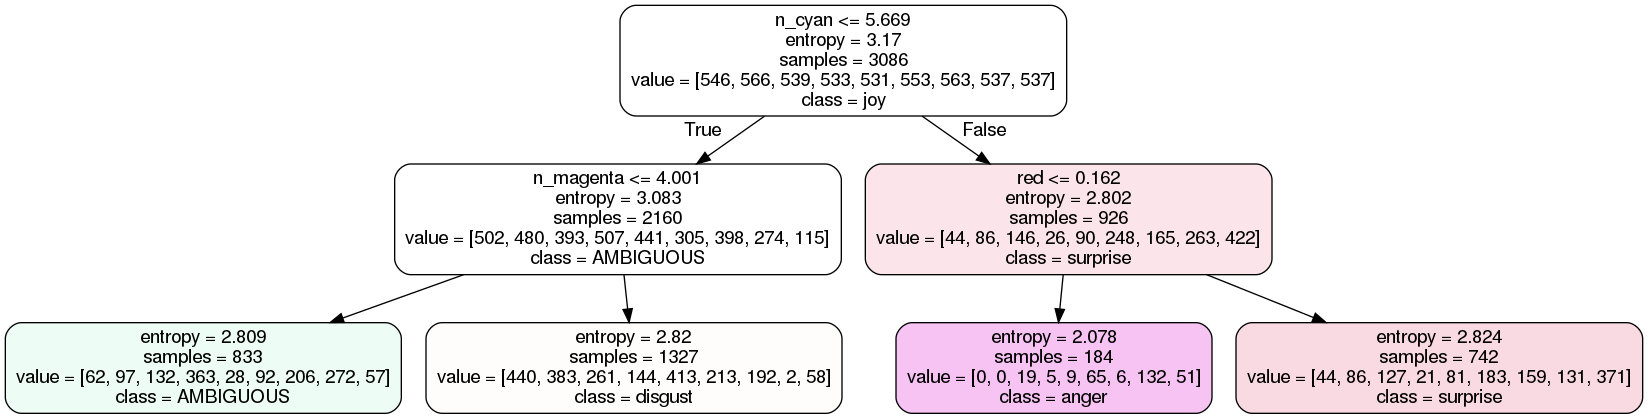 n_cyan <= 5.669
entropy = 3.17
samples = 3086
value = [546, 566, 539, 533, 531, 553, 563, 537, 537]
class = joy
True
False
n_magenta <= 4.001
entropy = 3.083
samples = 2160
value = [502, 480, 393, 507, 441, 305, 398, 274, 115]
class = AMBIGUOUS
red <= 0.162
entropy = 2.802
samples = 926
value = [44, 86, 146, 26, 90, 248, 165, 263, 422]
class = surprise
entropy = 2.809
samples = 833
value = [62, 97, 132, 363, 28, 92, 206, 272, 57]
class = AMBIGUOUS
entropy = 2.82
samples = 1327
value = [440, 383, 261, 144, 413, 213, 192, 2, 58]
class = disgust
entropy = 2.078
samples = 184
value = [0, 0, 19, 5, 9, 65, 6, 132, 51]
class = anger
entropy = 2.824
samples = 742
value = [44, 86, 127, 21, 81, 183, 159, 131, 371]
class = surprise